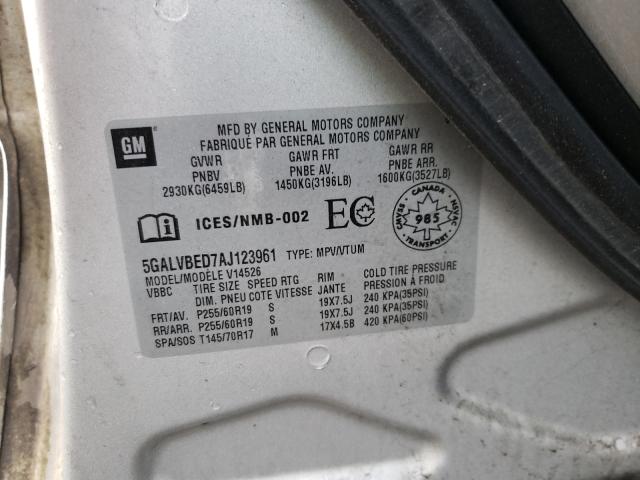 GM
MFD BY GENERAL MOTORS COMPANY
FABRIQUÉ PAR GENERAL MOTORS COMPANY
GVWR GAWR FRT GAWR RR
PNBV PNBE AV. PNBE ARR.
2930KG(6459LB) 1450KG(3196LB) 1600KG(3527LB)
ICES/NMB-002 EC CANADA 985 TRANSPORT CMVSS NSVAC
5GALVBED7AJ123961 TYPE: MPV/VTUM
MODEL/MODÈLE V14526
VBBC TIRE SIZE SPEED RTG RIM COLD TIRE PRESSURE
DIM. PNEU COTE VITESSE JANTE PRESSION À FROID
FRT/AV. P255/60R19 S 19X7.5J 240 KPA(35PSI)
RR/ARR. P255/60R19 S 19X7.5J 240 KPA(35PSI)
SPA/SOS T145/70R17 M 17X4.5B 420 KPA(60PSI)